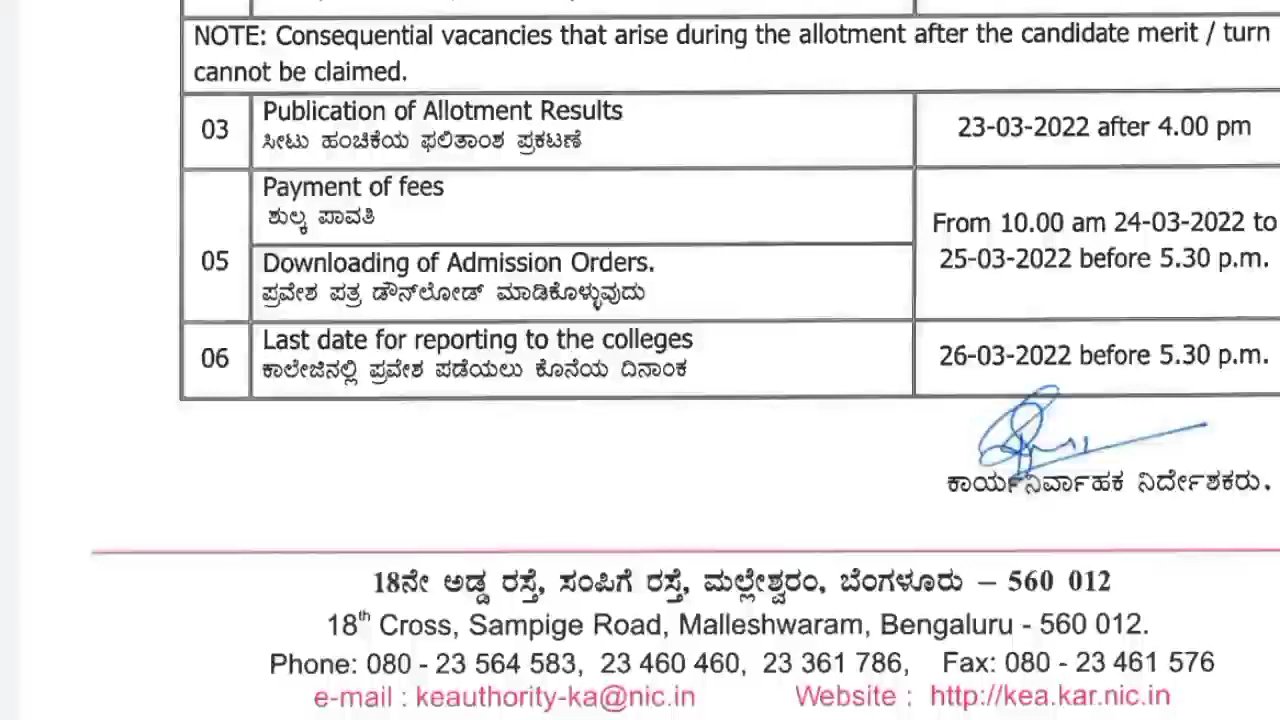 NOTE: Consequential vacancies that arise during the allotment after the candidate merit / turn
cannot be claimed.
03
Publication of Allotment Results
ಸೀಟು ಹಂಚಿಕೆಯ ಫಲಿತಾಂಶ ಪ್ರಕಟಣೆ
23-03-2022 after 4.00 pm
05
Payment of fees
ಶುಲ್ಕ ಪಾವತಿ
Downloading of Admission Orders.
ಪ್ರವೇಶ ಪತ್ರ ಡೌನ್‌ಲೋಡ್ ಮಾಡಿಕೊಳ್ಳುವುದು
From 10.00 am 24-03-2022 to
25-03-2022 before 5.30 p.m.
06
Last date for reporting to the colleges
ಕಾಲೇಜಿನಲ್ಲಿ ಪ್ರವೇಶ ಪಡೆಯಲು ಕೊನೆಯ ದಿನಾಂಕ
26-03-2022 before 5.30 p.m.
ಕಾರ್ಯನಿರ್ವಾಹಕ ನಿರ್ದೇಶಕರು.
18ನೇ ಅಡ್ಡ ರಸ್ತೆ, ಸಂಪಿಗೆ ರಸ್ತೆ, ಮಲ್ಲೇಶ್ವರಂ, ಬೆಂಗಳೂರು – 560 012
18th Cross, Sampige Road, Malleshwaram, Bengaluru - 560 012.
Phone: 080 - 23 564 583, 23 460 460, 23 361 786, Fax: 080 - 23 461 576
e-mail : keauthority-ka@nic.in Website : http://kea.kar.nic.in